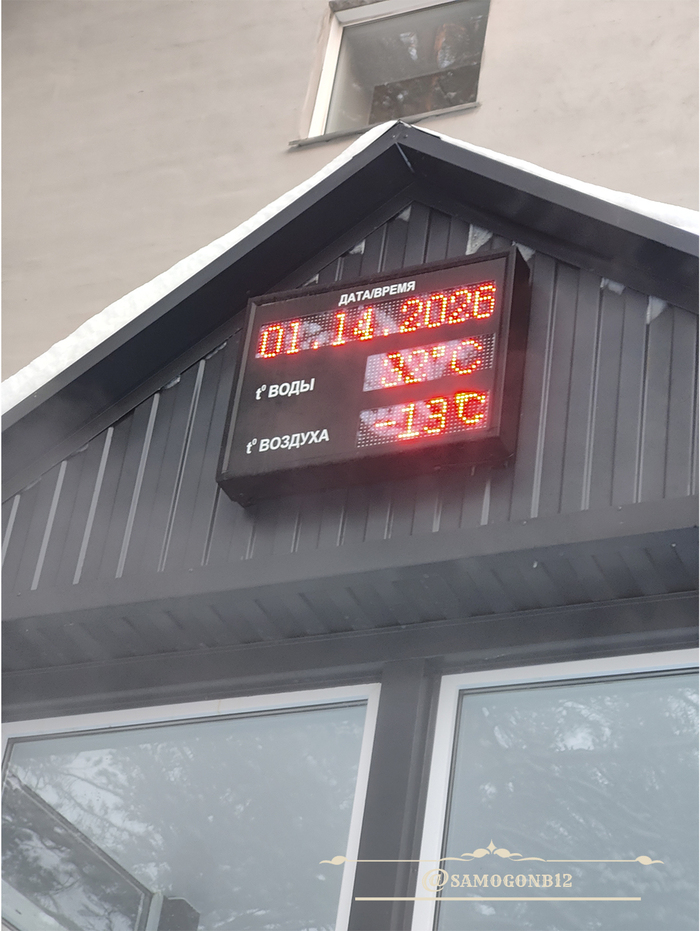 ДАТА/ВРЕМЯ
01.14.2026
t° ВОДЫ
t° ВОЗДУХА -13°C
@SAMOGONB12